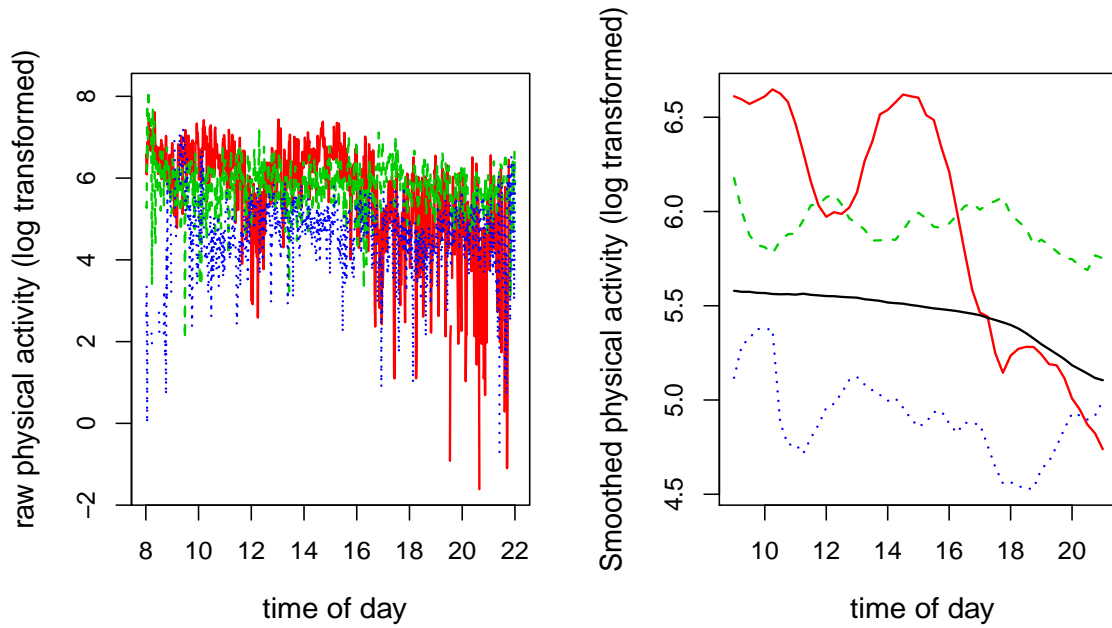 raw physical activity (log transformed)
8
6
4
2
0
−2
8 10 12 14 16 18 20 22
time of day
Smoothed physical activity (log transformed)
6.5
6.0
5.5
5.0
4.5
10 12 14 16 18 20
time of day